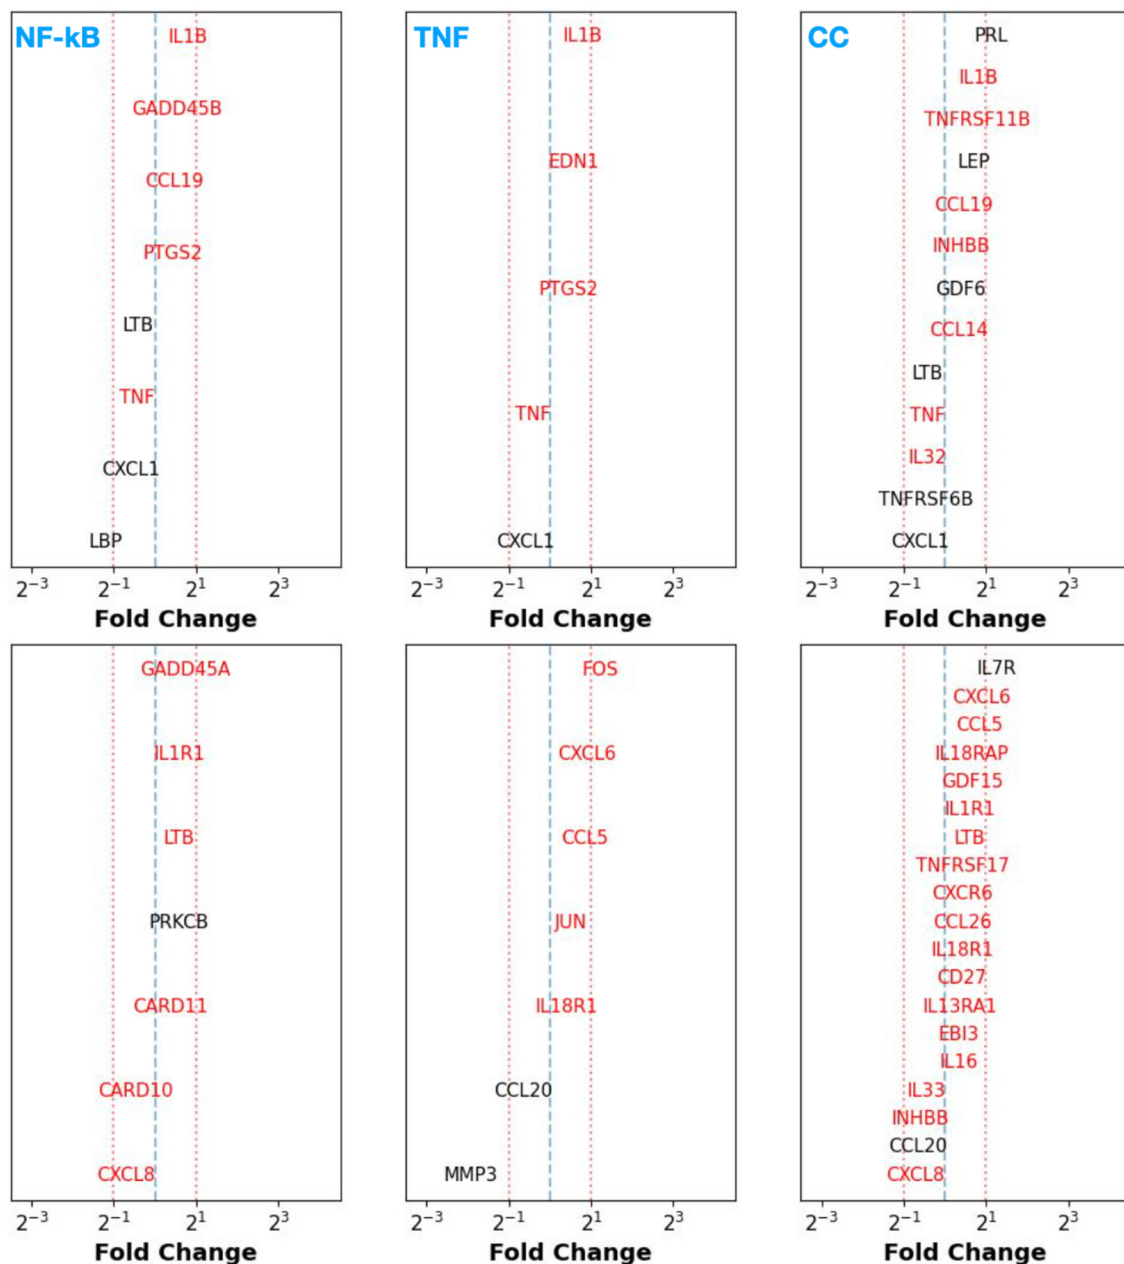 NF-kB
IL1B
GADD45B
CCL19
PTGS2
LTB
TNF
CXCL1
LBP
2^-3 2^-1 2^1 2^3
Fold Change
TNF
IL1B
EDN1
PTGS2
TNF
CXCL1
2^-3 2^-1 2^1 2^3
Fold Change
CC
PRL
IL1B
TNFRSF11B
LEP
CCL19
INHBB
GDF6
CCL14
LTB
TNF
IL32
TNFRSF6B
CXCL1
2^-3 2^-1 2^1 2^3
Fold Change
GADD45A
IL1R1
LTB
PRKCB
CARD11
CARD10
CXCL8
2^-3 2^-1 2^1 2^3
Fold Change
FOS
CXCL6
CCL5
JUN
IL18R1
CCL20
MMP3
2^-3 2^-1 2^1 2^3
Fold Change
IL7R
CXCL6
CCL5
IL18RAP
GDF15
IL1R1
LTB
TNFRSF17
CXCR6
CCL26
IL18R1
CD27
IL13RA1
EBI3
IL16
IL33
INHBB
CCL20
CXCL8
2^-3 2^-1 2^1 2^3
Fold Change